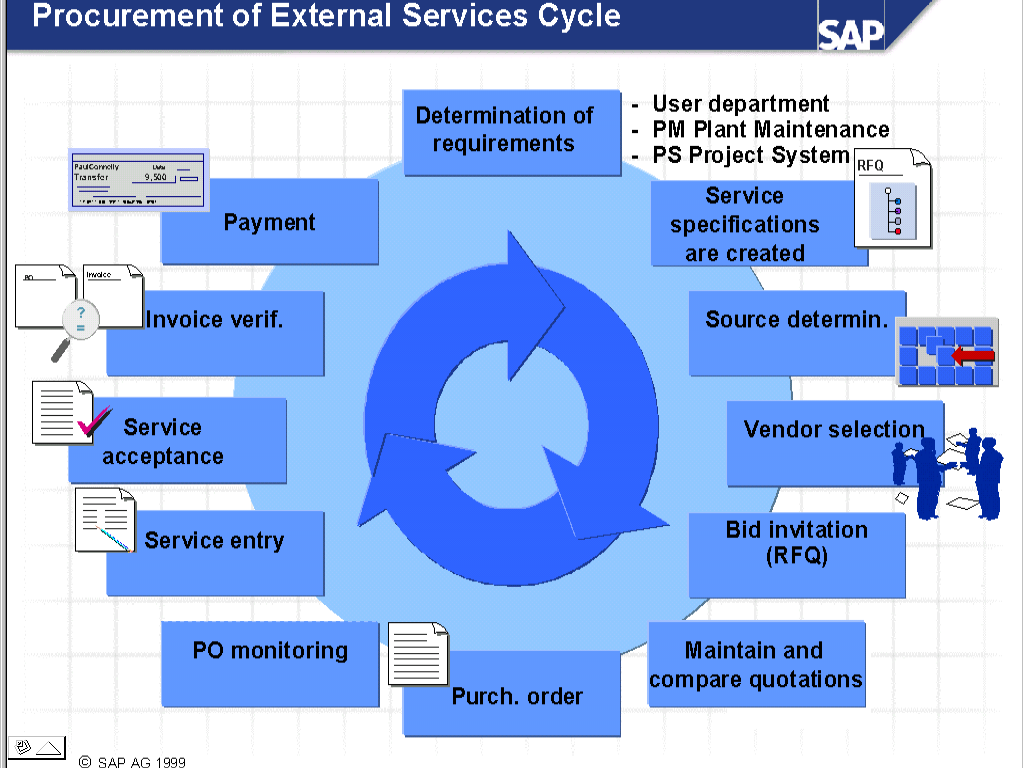 Procurement of External Services Cycle
SAP
Determination of
requirements
- User department
- PM Plant Maintenance
- PS Project System
RFQ
Service
specifications
are created
Source determin.
Vendor selection
Bid invitation
(RFQ)
Maintain and
compare quotations
Purch. order
PO monitoring
Service entry
Service
acceptance
Invoice
Invoice verif.
?
=
PaulConnelly
Transfer 9,500
Payment
© SAP AG 1999